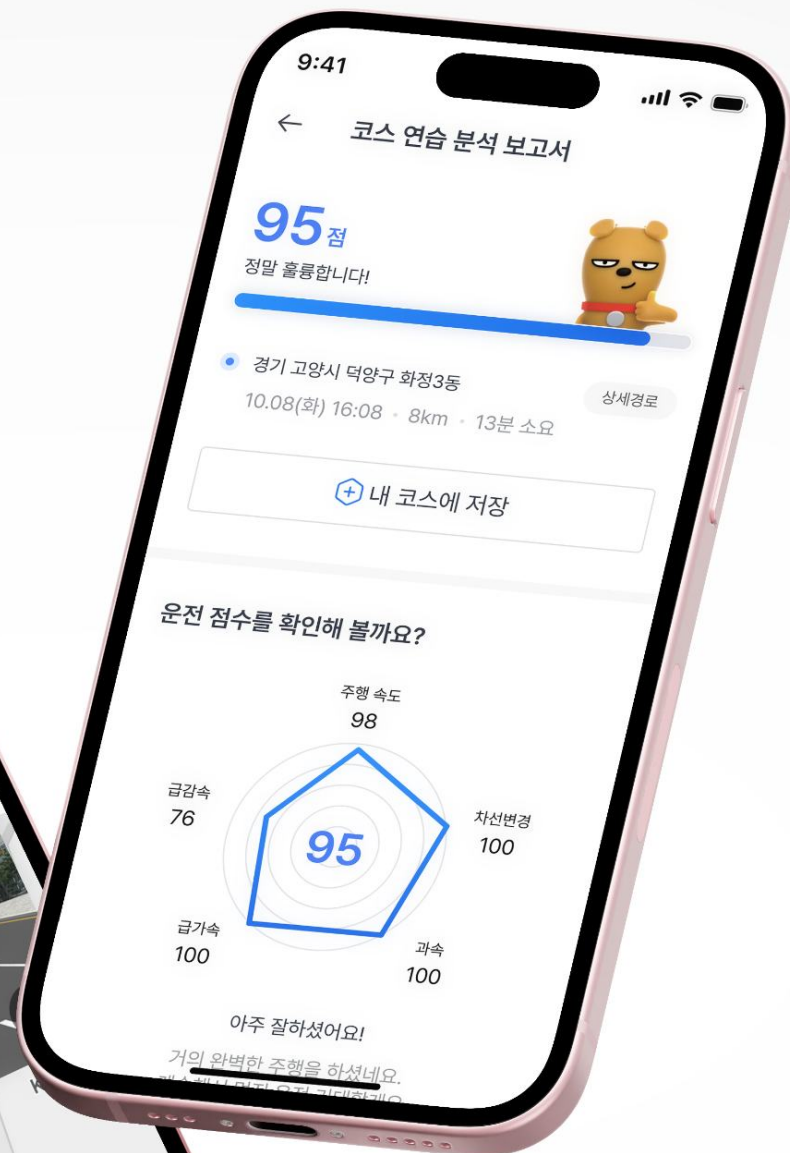 9:41
코스 연습 분석 보고서
95점
정말 훌륭합니다!
경기 고양시 덕양구 화정3동
상세경로
10.08(화) 16:08 • 8km • 13분 소요
내 코스에 저장
운전 점수를 확인해 볼까요?
주행 속도
98
급감속
76
차선변경
100
95
급가속
100
과속
100
아주 잘하셨어요!
거의 완벽한 주행을 하셨네요.